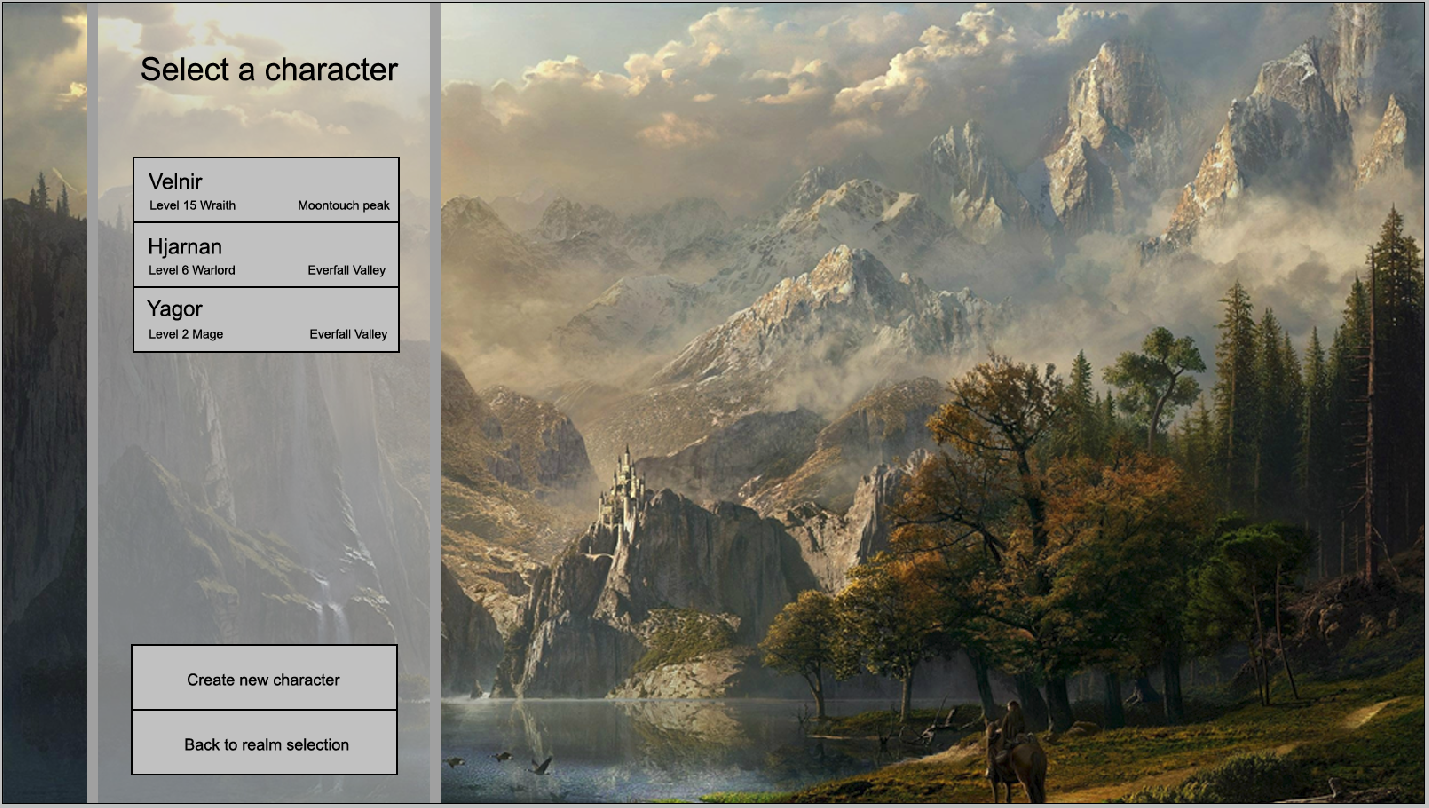 Select a character
Velnir
Level 15 Wraith Moontouch peak
Hjarnan
Level 6 Warlord Everfall Valley
Yagor
Level 2 Mage Everfall Valley
Create new character
Back to realm selection